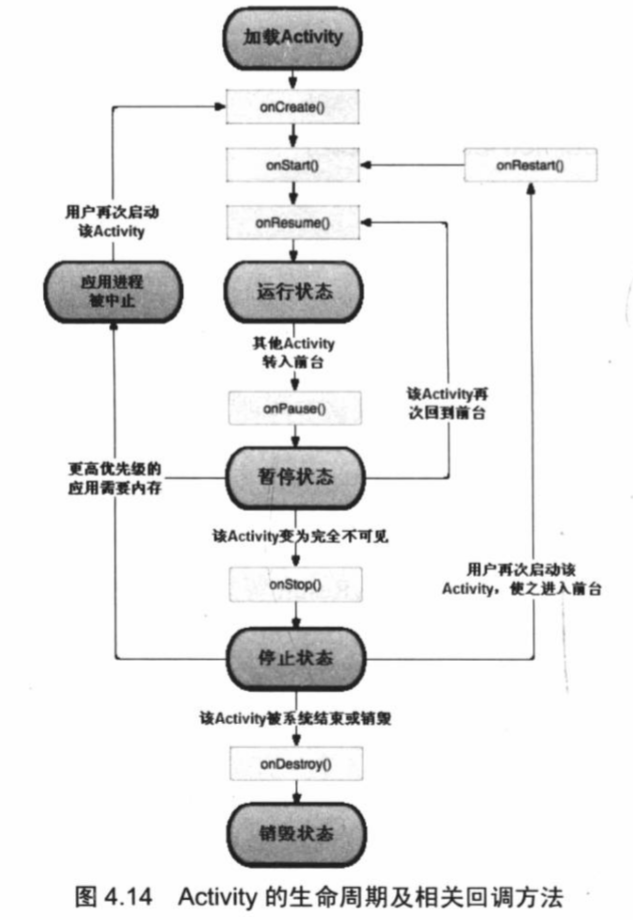 加载Activity
onCreate()
onStart()
onRestart()
用户再次启动
该Activity
onResume()
应用进程
被中止
运行状态
其他Activity
转入前台
onPause()
该Activity再
次回到前台
更高优先级的
应用需要内存
暂停状态
该Activity变为完全不可见
onStop()
用户再次启动该
Activity，使之进入前台
停止状态
该Activity被系统结束或销毁
onDestroy()
销毁状态
图 4.14 Activity 的生命周期及相关回调方法